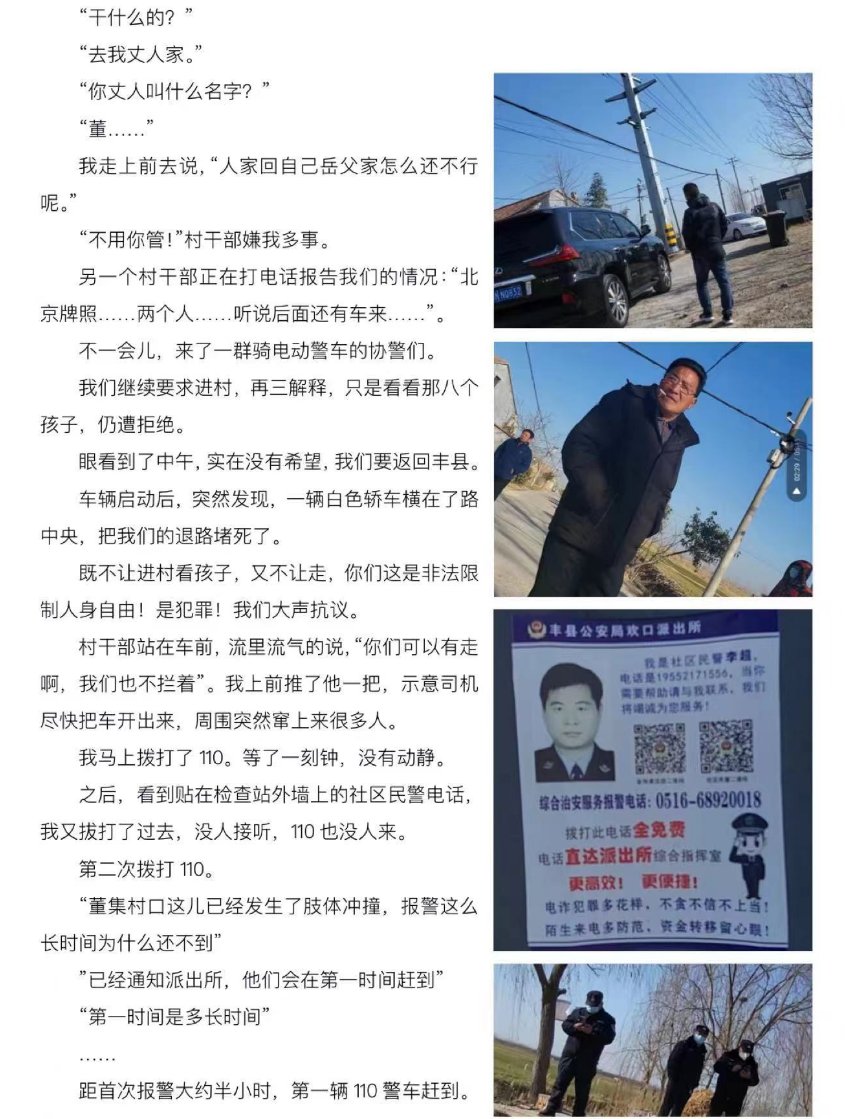 “干什么的？”
“去我丈人家。”
“你丈人叫什么名字？”
“董……”
我走上前去说，“人家回自己岳父家怎么还不行
呢。”
“不用你管！”村干部嫌我多事。
另一个村干部正在打电话报告我们的情况：“北
京牌照……两个人……听说后面还有车来……”。
不一会儿，来了一群骑电动警车的协警们。
我们继续要求进村，再三解释，只是看看那八个
孩子，仍遭拒绝。
眼看到了中午，实在没有希望，我们要返回丰县。
车辆启动后，突然发现，一辆白色轿车横在了路
中央，把我们的退路堵死了。
既不让进村看孩子，又不让走，你们这是非法限
制人身自由！是犯罪！我们大声抗议。
村干部站在车前，流里流气的说，“你们可以有走
啊，我们也不拦着”。我上前推了他一把，示意司机
尽快把车开出来，周围突然窜上来很多人。
我马上拨打了 110。等了一刻钟，没有动静。
之后，看到贴在检查站外墙上的社区民警电话，
我又拔打了过去，没人接听，110 也没人来。
第二次拨打 110。
“董集村口这儿已经发生了肢体冲撞，报警这么
长时间为什么还不到”
”已经通知派出所，他们会在第一时间赶到”
“第一时间是多长时间”
……
距首次报警大约半小时，第一辆 110 警车赶到。
02:29
丰县公安局欢口派出所
我是社区民警李超，
电话是19552171556，当你
需要帮助请与我联系，我们
将竭诚为您服务！
综合治安服务报警电话：0516-68920018
拨打此电话全免费
电话直达派出所综合指挥室
更高效！ 更便捷！
电诈犯罪多花样，不贪不信不上当！
陌生来电多防范，资金转移留心眼！